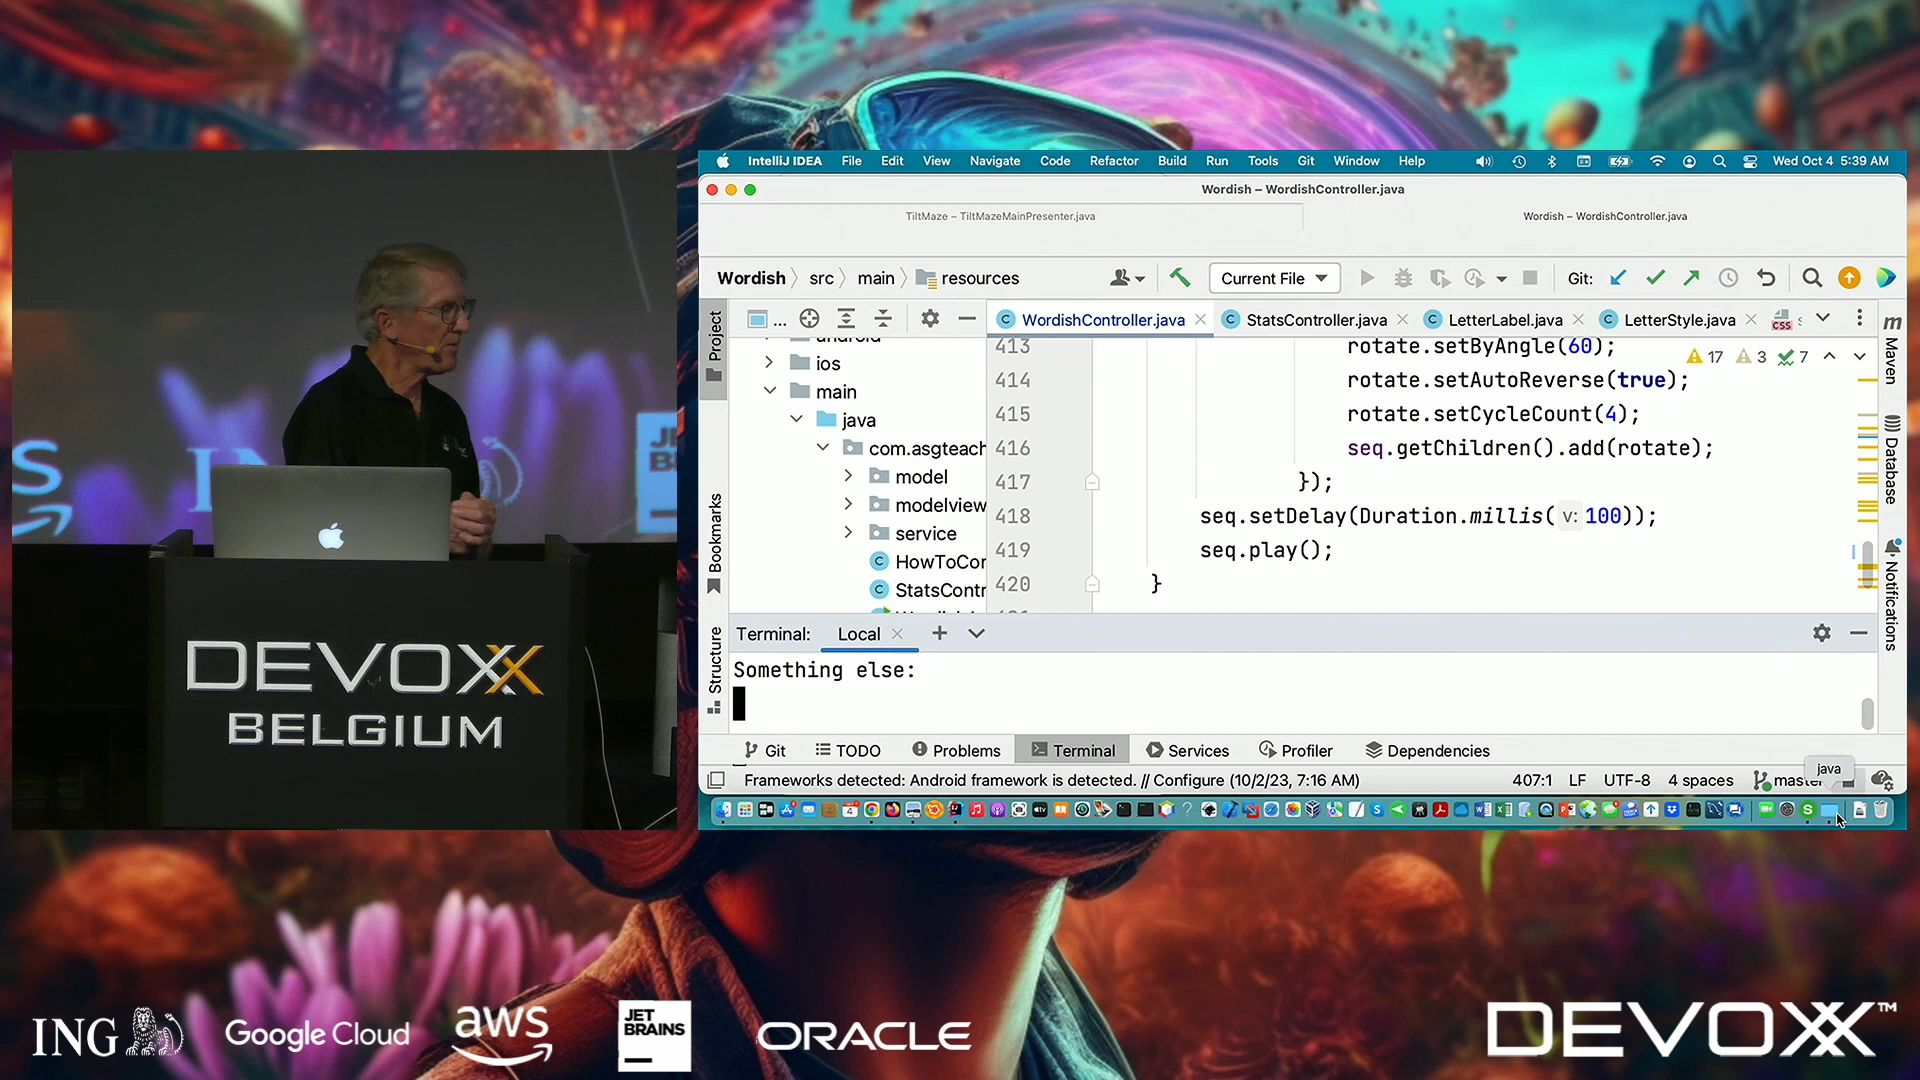 IntelliJ IDEA File Edit View Navigate Code Refactor Build Run Tools Git Window Help Wed Oct 4 5:39 AM
Wordish – WordishController.java
TiltMaze – TiltMazeMainPresenter.java Wordish – WordishController.java
Wordish src main resources Current File Git:
Project
... WordishController.java StatsController.java LetterLabel.java LetterStyle.java CSS
ios
main
java
com.asgteach
model
modelview
service
HowToCor
StatsContr
413 rotate.setByAngle(60);
414 rotate.setAutoReverse(true);
415 rotate.setCycleCount(4);
416 seq.getChildren().add(rotate);
417 });
418 seq.setDelay(Duration.millis( v: 100));
419 seq.play();
420 }
17 3 7
Maven
Database
Notifications
Bookmarks
Structure
Terminal: Local
Something else:
Git TODO Problems Terminal Services Profiler Dependencies
Frameworks detected: Android framework is detected. // Configure (10/2/23, 7:16 AM) 407:1 LF UTF-8 4 spaces master
java
DEVOXX
BELGIUM
ING Google Cloud aws JET BRAINS ORACLE DEVOXX™